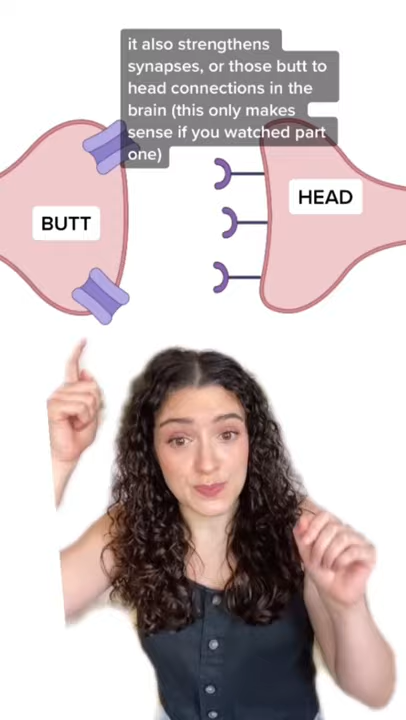 it also strengthens
synapses, or those butt to
head connections in the
brain (this only makes
sense if you watched part
one)
BUTT
HEAD